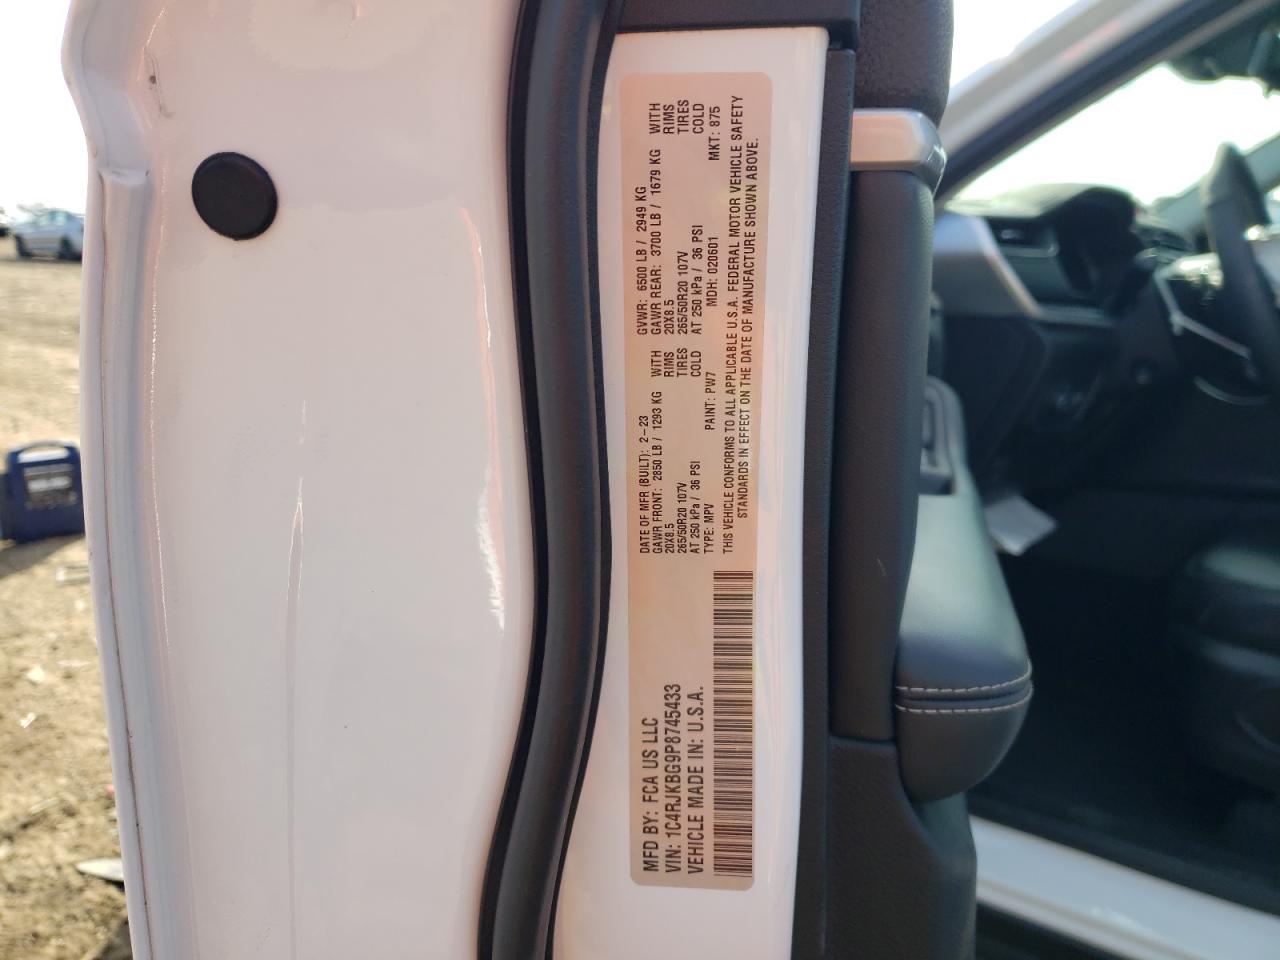 MFD BY: FCA US LLC
VIN: 1C4RJKBG9P8745433
VEHICLE MADE IN: U.S.A.
DATE OF MFR (BUILT): 2-23 GVWR: 6500 LB / 2949 KG
GAWR FRONT: 2850 LB / 1293 KG WITH GAWR REAR: 3700 LB / 1679 KG WITH
20X8.5 RIMS 20X8.5 RIMS
265/50R20 107V TIRES 265/50R20 107V TIRES
AT 250 kPa / 36 PSI COLD AT 250 kPa / 36 PSI COLD
TYPE: MPV PAINT: PW7 MDH: 020601 MKT: 875
THIS VEHICLE CONFORMS TO ALL APPLICABLE U.S.A. FEDERAL MOTOR VEHICLE SAFETY
STANDARDS IN EFFECT ON THE DATE OF MANUFACTURE SHOWN ABOVE.